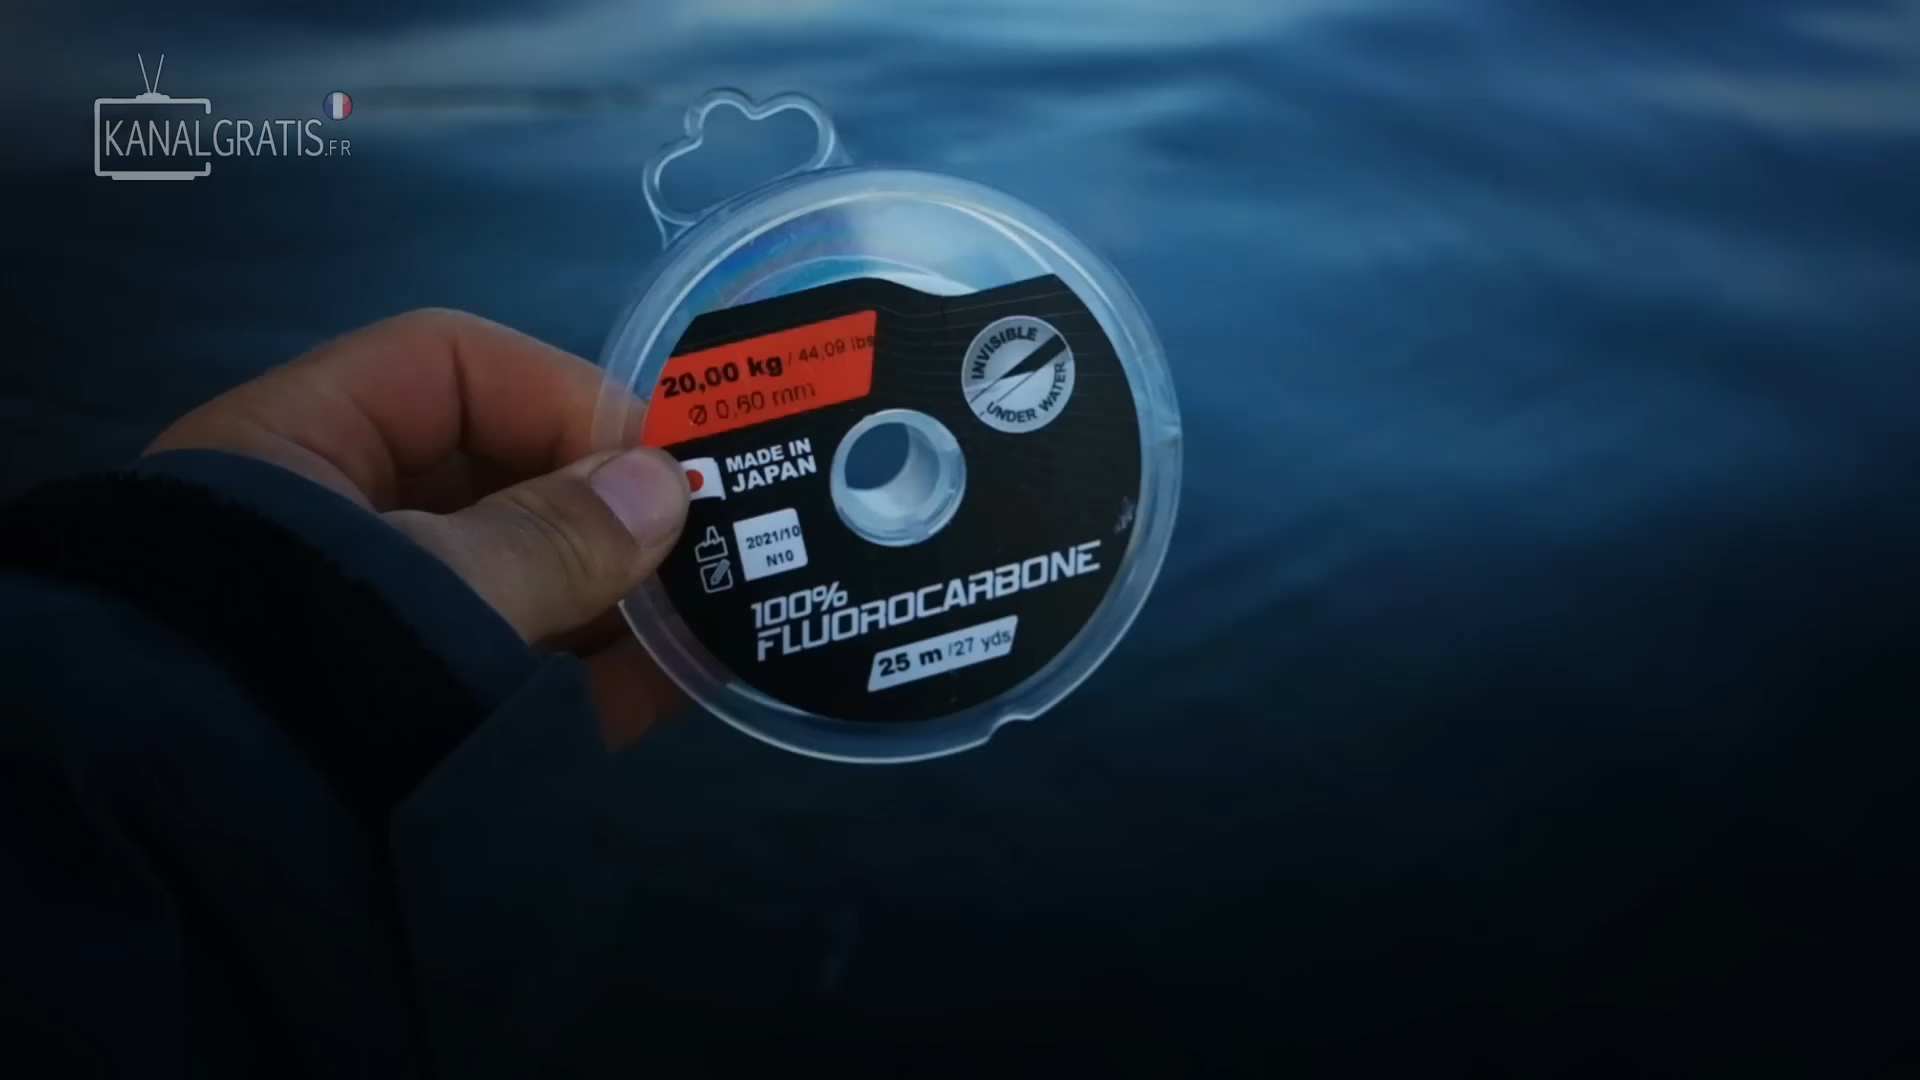 KANALGRATIS.FR
20,00 kg / 44,09 lbs
Ø 0,60 mm
INVISIBLE
UNDER WATER
MADE IN
JAPAN
2021/10
N10
100%
FLUOROCARBONE
25 m /27 yds